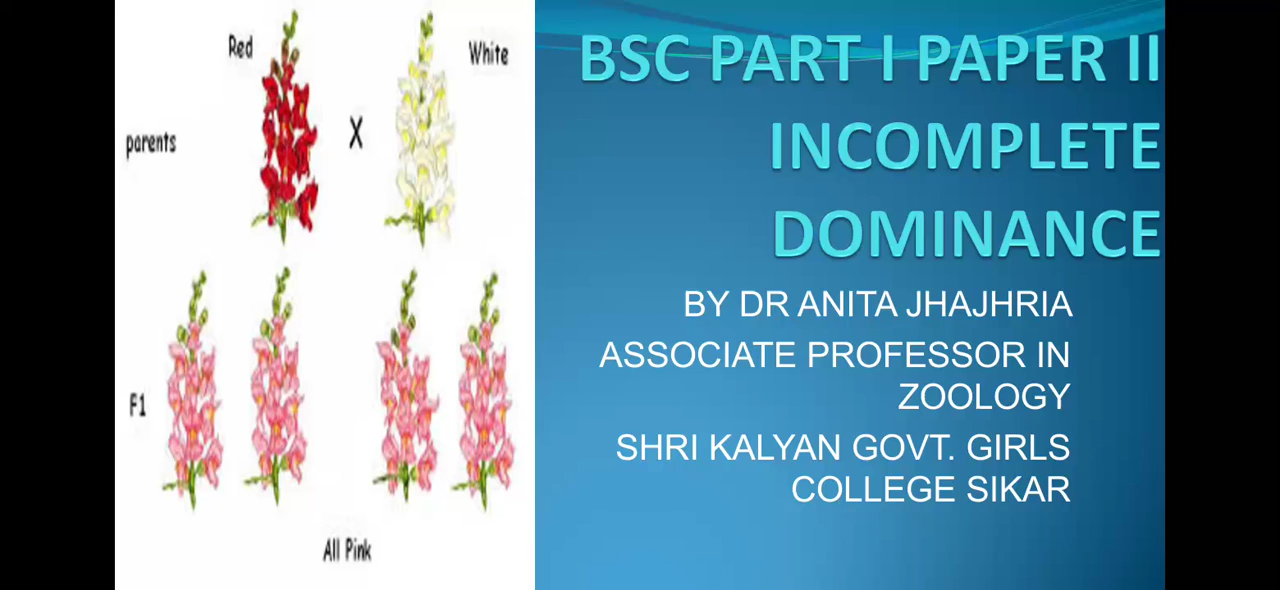 Red
White
parents
X
F1
All Pink
BSC PART I PAPER II
INCOMPLETE
DOMINANCE
BY DR ANITA JHAJHRIA
ASSOCIATE PROFESSOR IN
ZOOLOGY
SHRI KALYAN GOVT. GIRLS
COLLEGE SIKAR